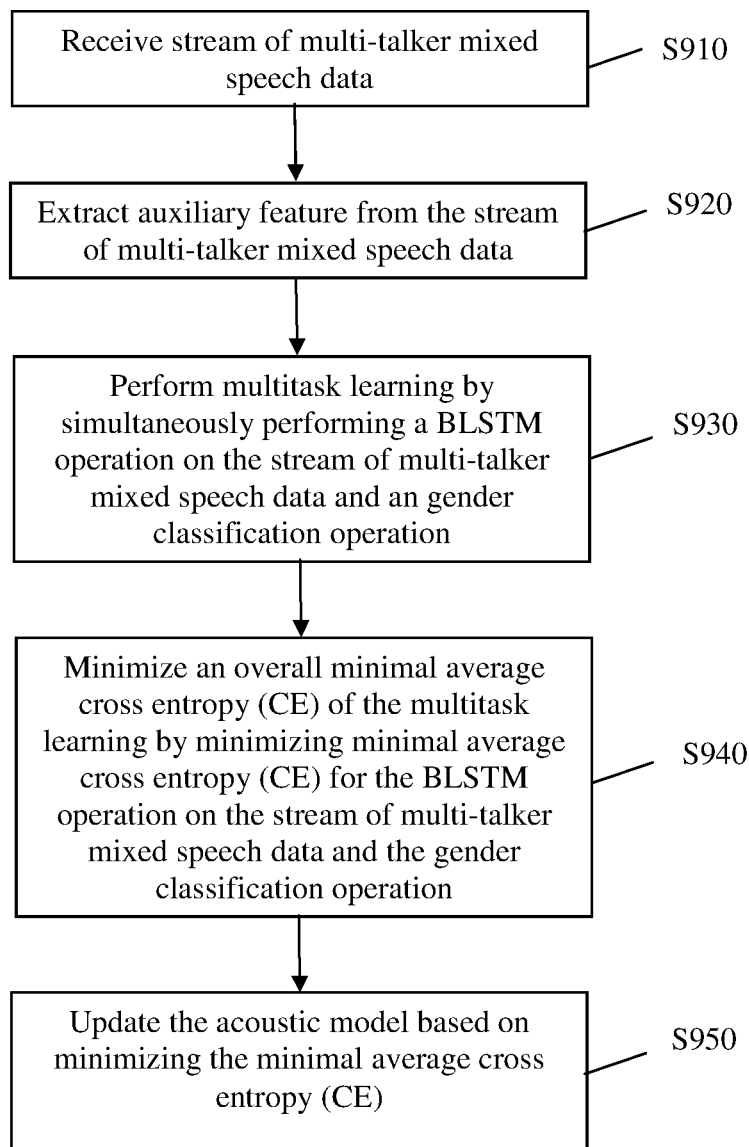 Receive stream of multi-talker mixed
speech data
S910
Extract auxiliary feature from the stream
of multi-talker mixed speech data
S920
Perform multitask learning by
simultaneously performing a BLSTM
operation on the stream of multi-talker
mixed speech data and an gender
classification operation
S930
Minimize an overall minimal average
cross entropy (CE) of the multitask
learning by minimizing minimal average
cross entropy (CE) for the BLSTM
operation on the stream of multi-talker
mixed speech data and the gender
classification operation
S940
Update the acoustic model based on
minimizing the minimal average cross
entropy (CE)
S950